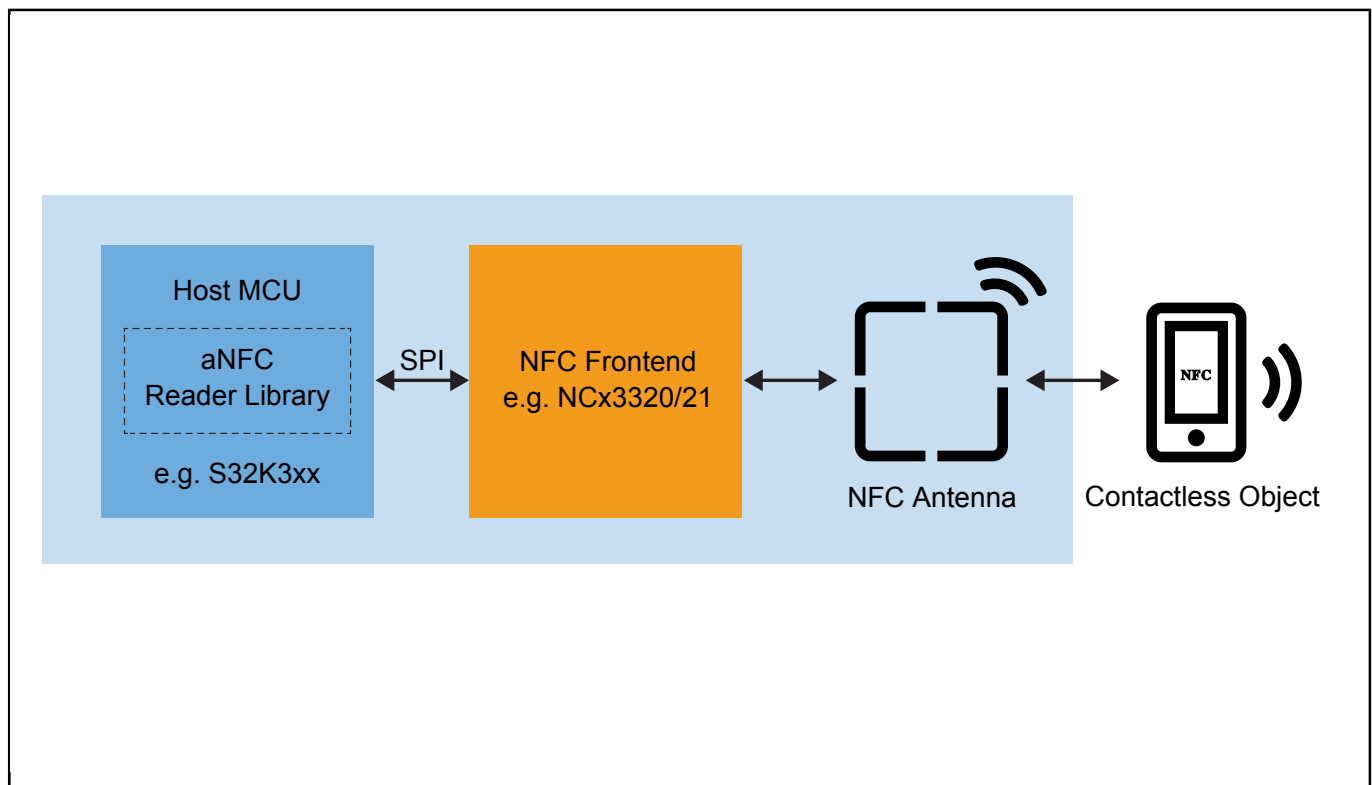 Host MCU
aNFC
Reader Library
e.g. S32K3xx
SPI
NFC Frontend
e.g. NCx3320/21
NFC Antenna
NFC
Contactless Object